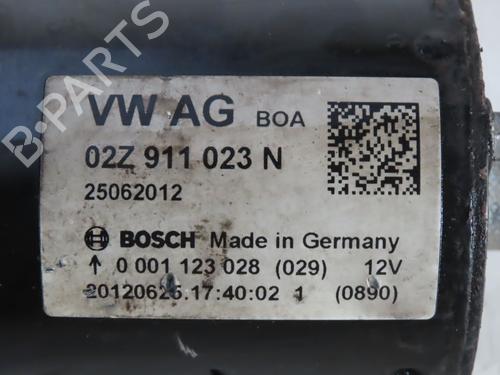 VW AG BOA
02Z 911 023 N
25062012
BOSCH Made in Germany
↑ 0 001 123 028 (029) 12V
20120625.17:40:02 1 (0890)
B-PARTS